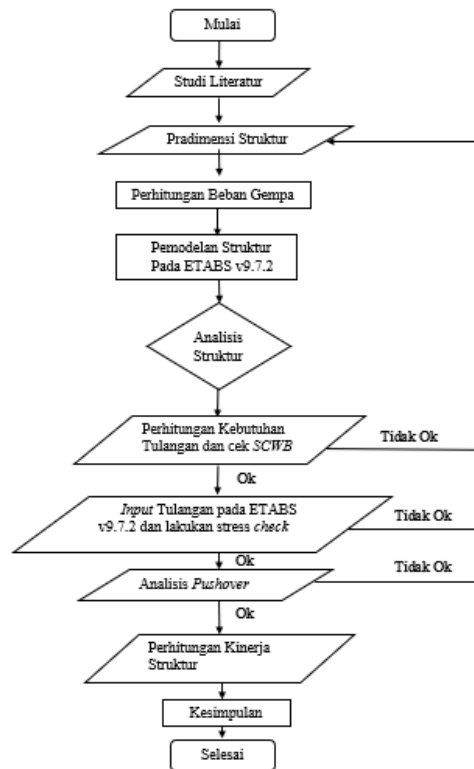 Mulai
Studi Literatur
Pradimensi Struktur
Perhitungan Beban Gempa
Pemodelan Struktur
Pada ETABS v9.7.2
Analisis
Struktur
Perhitungan Kebutuhan
Tulangan dan cek SCWB
Tidak Ok
Ok
Input Tulangan pada ETABS
v9.7.2 dan lakukan stress check
Tidak Ok
Ok
Analisis Pushover
Tidak Ok
Ok
Perhitungan Kinerja
Struktur
Kesimpulan
Selesai